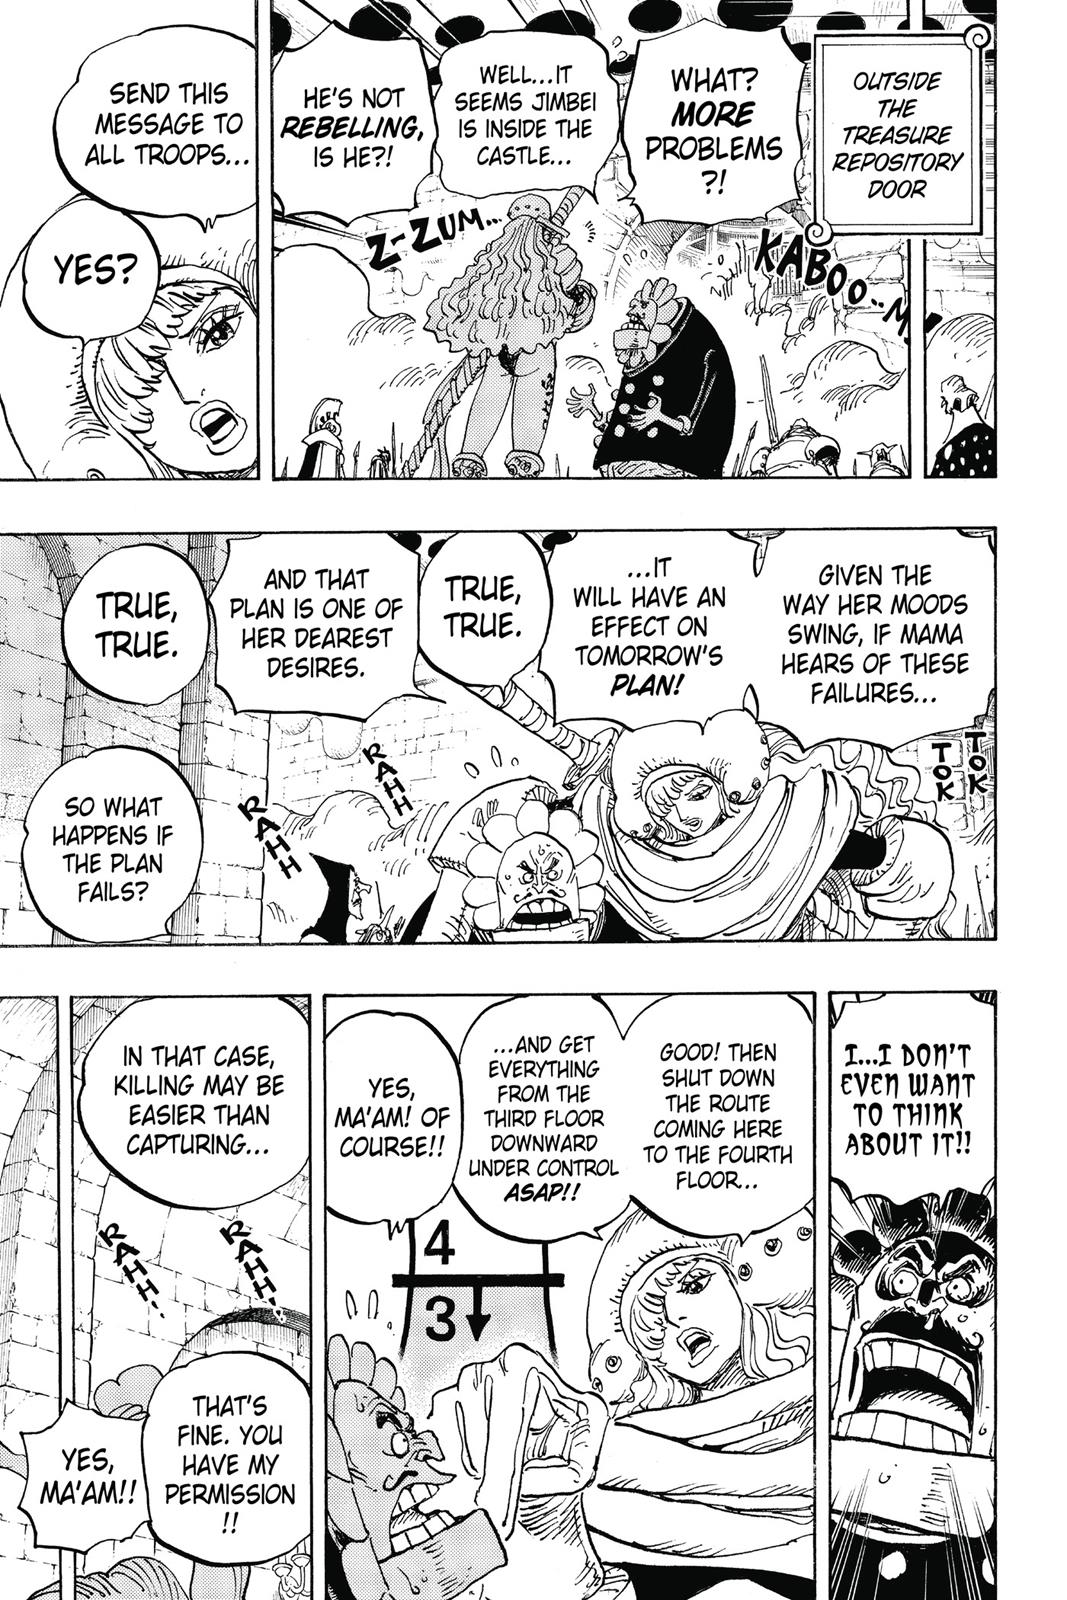 OUTSIDE
THE
TREASURE
REPOSITORY
DOOR
KABOO..M!
WHAT?
MORE
PROBLEMS
?!
WELL...IT
SEEMS JIMBEI
IS INSIDE THE
CASTLE...
Z-ZUM...
HE'S NOT
REBELLING,
IS HE?!
SEND THIS
MESSAGE TO
ALL TROOPS...
YES?
GIVEN THE
WAY HER MOODS
SWING, IF MAMA
HEARS OF THESE
FAILURES...
TOK
TOK
...IT
WILL HAVE AN
EFFECT ON
TOMORROW'S
PLAN!
TRUE,
TRUE.
AND THAT
PLAN IS ONE OF
HER DEAREST
DESIRES.
TRUE,
TRUE.
RAHH
RAHH
SO WHAT
HAPPENS IF
THE PLAN
FAILS?
I...I DON'T
EVEN WANT
TO THINK
ABOUT IT!!
GOOD! THEN
SHUT DOWN
THE ROUTE
COMING HERE
TO THE FOURTH
FLOOR...
...AND GET
EVERYTHING
FROM THE
THIRD FLOOR
DOWNWARD
UNDER CONTROL
ASAP!!
YES,
MA'AM! OF
COURSE!!
4
3
IN THAT CASE,
KILLING MAY BE
EASIER THAN
CAPTURING...
RAHH!
RAHH!
THAT'S
FINE. YOU
HAVE MY
PERMISSION
!!
YES,
MA'AM!!